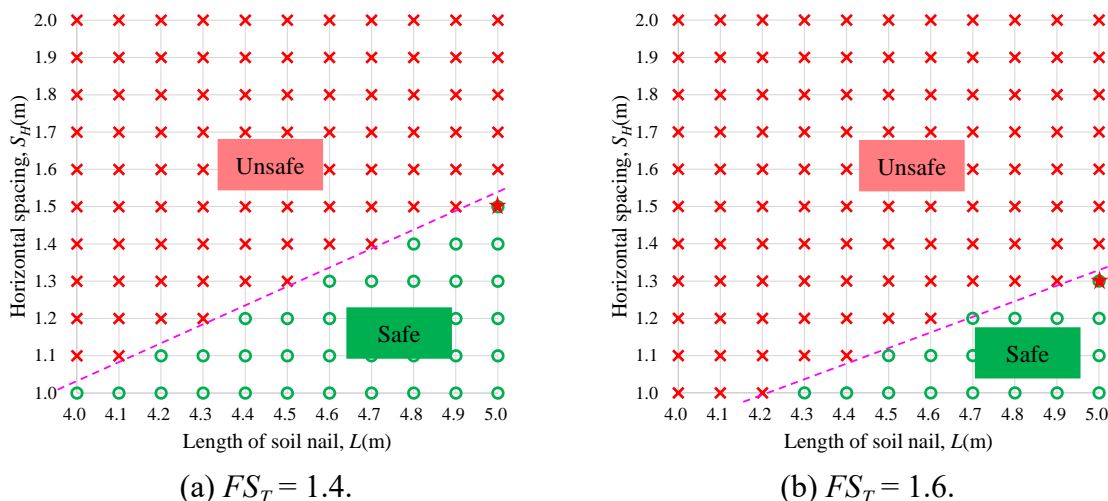 Horizontal spacing, S_H(m)
2.0
1.9
1.8
1.7
1.6
1.5
1.4
1.3
1.2
1.1
1.0
Unsafe
Safe
4.0 4.1 4.2 4.3 4.4 4.5 4.6 4.7 4.8 4.9 5.0
Length of soil nail, L(m)
(a) FS_T = 1.4.
Horizontal spacing, S_H(m)
2.0
1.9
1.8
1.7
1.6
1.5
1.4
1.3
1.2
1.1
1.0
Unsafe
Safe
4.0 4.1 4.2 4.3 4.4 4.5 4.6 4.7 4.8 4.9 5.0
Length of soil nail, L(m)
(b) FS_T = 1.6.